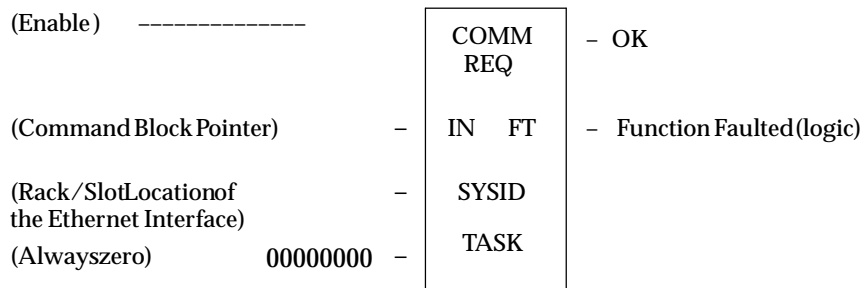 (Enable) –––––––––––––– COMM – OK
REQ
(Command Block Pointer) – IN FT – Function Faulted (logic)
(Rack/Slot Location of – SYSID
the Ethernet Interface)
(Always zero) 00000000 – TASK